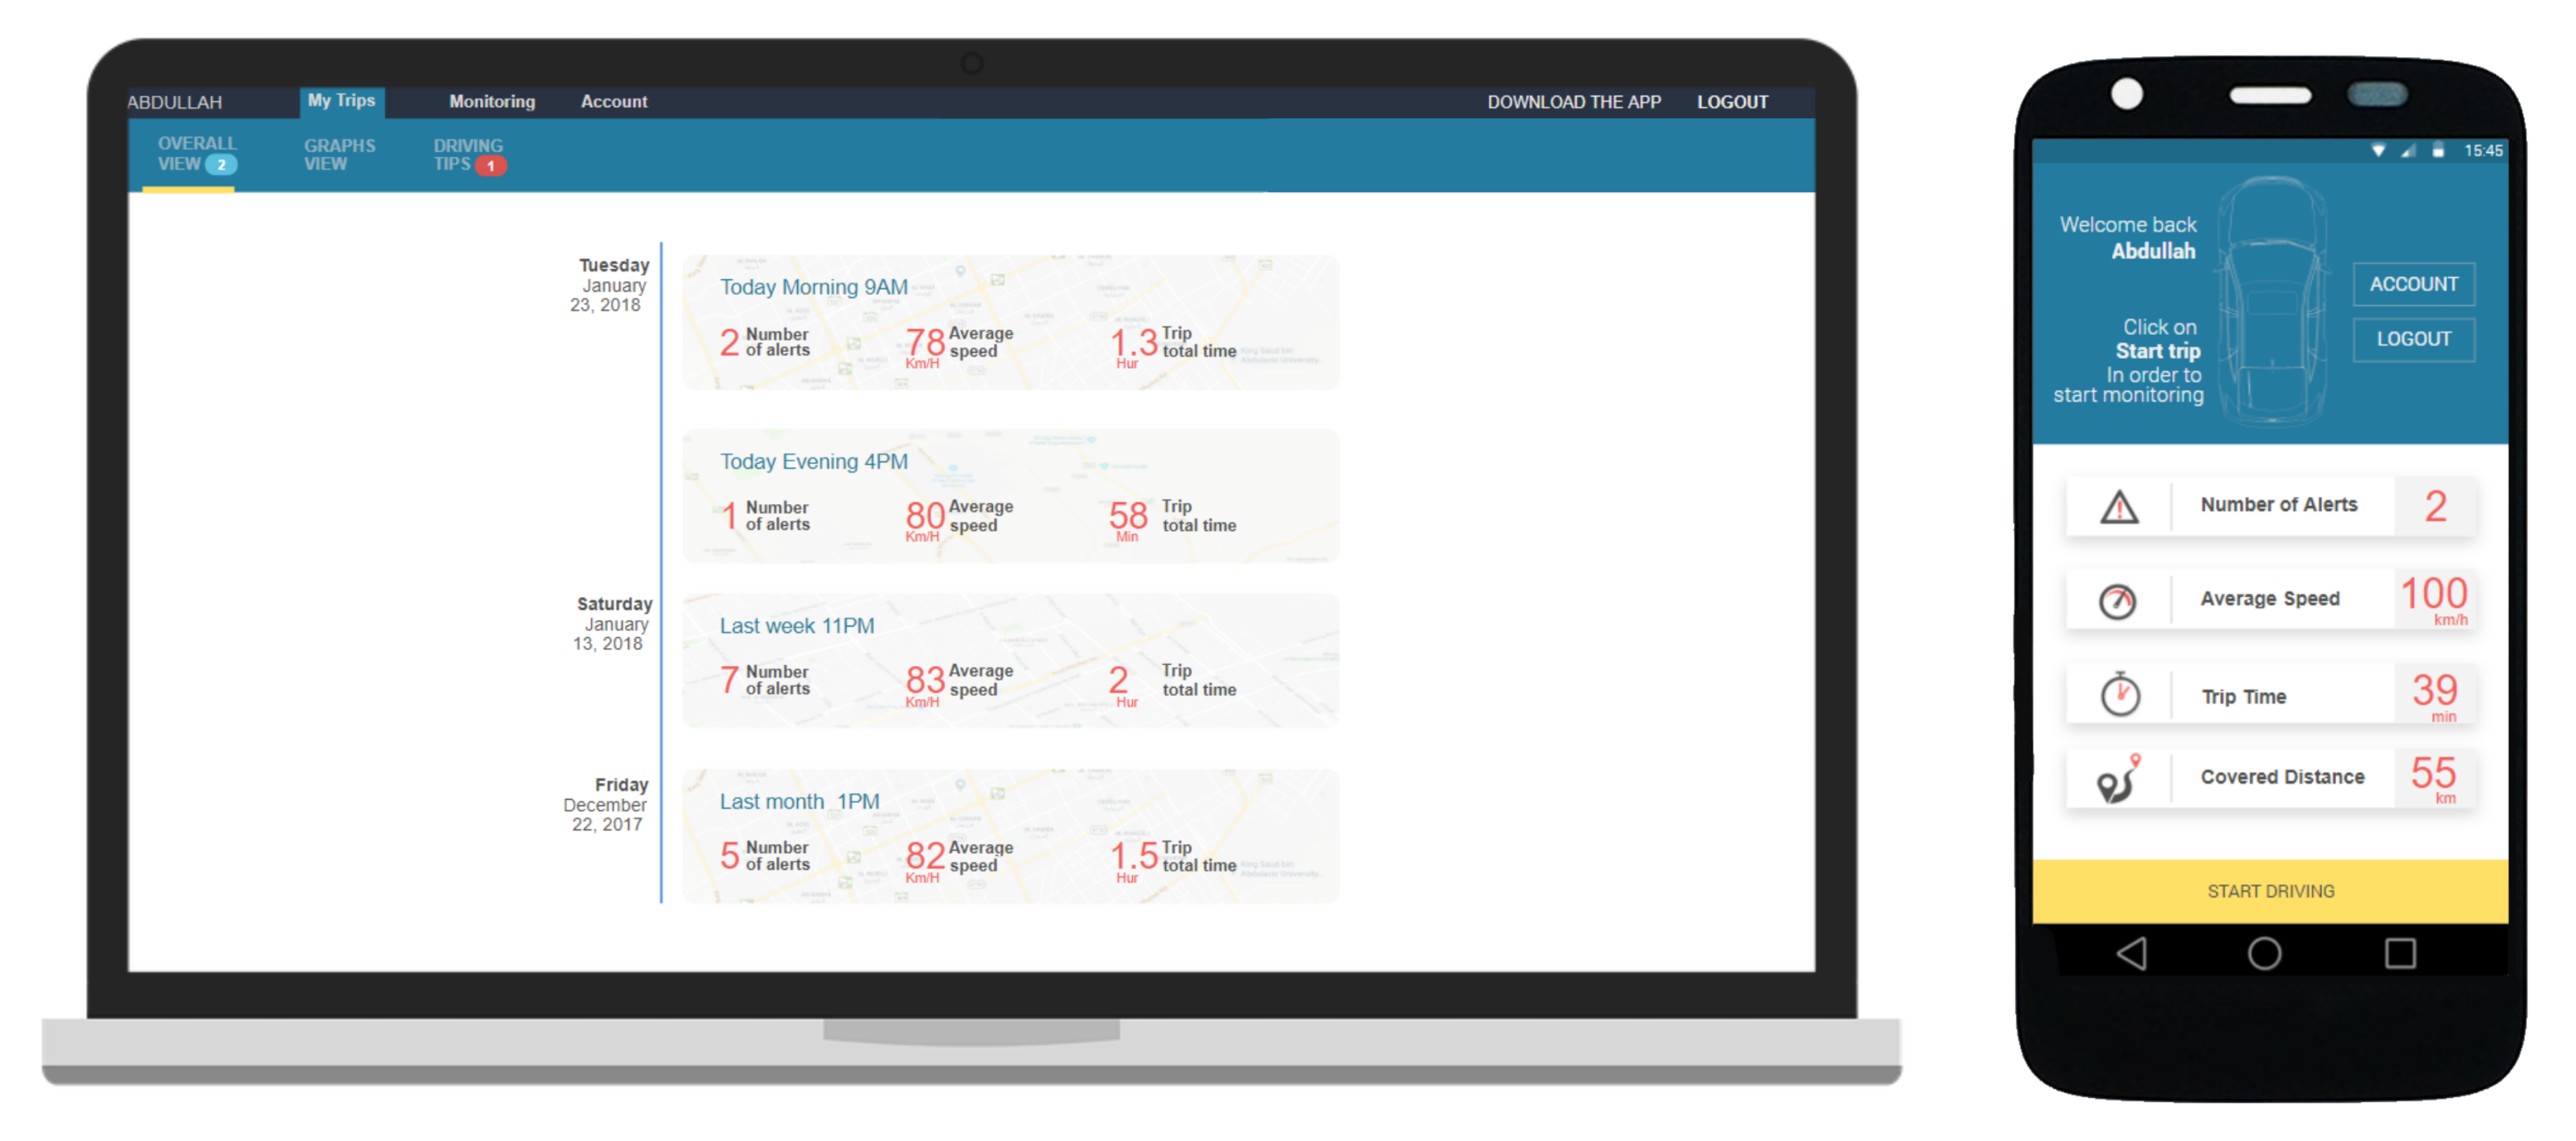 ABDULLAH
My Trips
Monitoring
Account
DOWNLOAD THE APP
LOGOUT
OVERALL
VIEW 2
GRAPHS
VIEW
DRIVING
TIPS 1
Tuesday
January
23, 2018
Today Morning 9AM
2 Number
of alerts
78 Average
Km/H speed
1.3 Trip
Hur total time
Today Evening 4PM
1 Number
of alerts
80 Average
Km/H speed
58 Trip
Min total time
Saturday
January
13, 2018
Last week 11PM
7 Number
of alerts
83 Average
Km/H speed
2 Trip
Hur total time
Friday
December
22, 2017
Last month 1PM
5 Number
of alerts
82 Average
Km/H speed
1.5 Trip
Hur total time
15:45
Welcome back
Abdullah
Click on
Start trip
In order to
start monitoring
ACCOUNT
LOGOUT
Number of Alerts 2
Average Speed 100
km/h
Trip Time 39
min
Covered Distance 55
km
START DRIVING